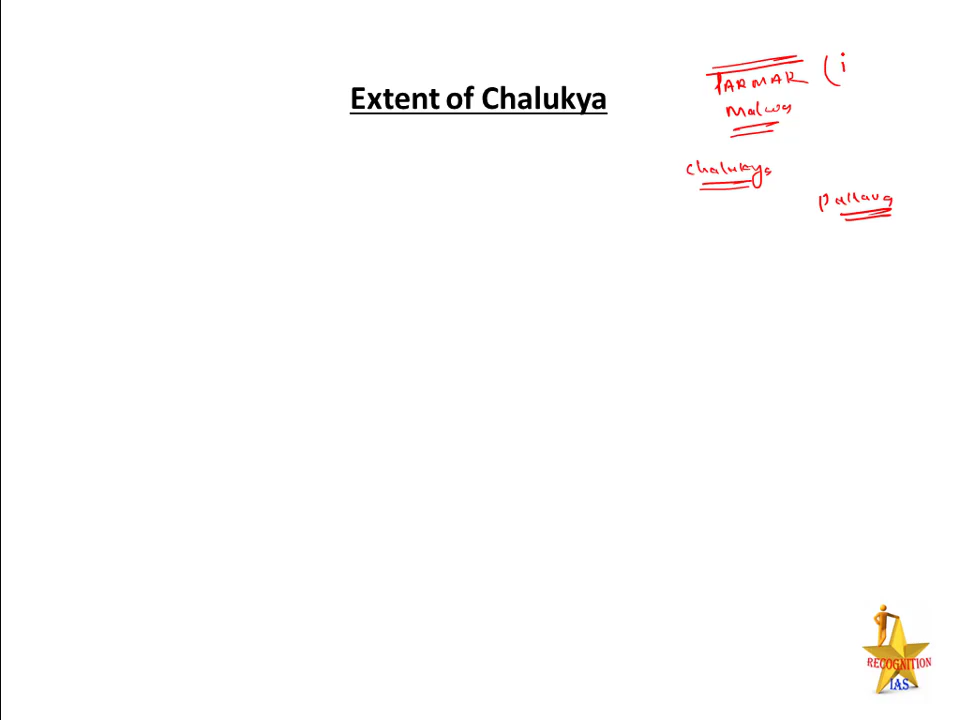 Extent of Chalukya
PARMAR (i
Malwa
Chalukya
Pallava
RECOGNITION
IAS